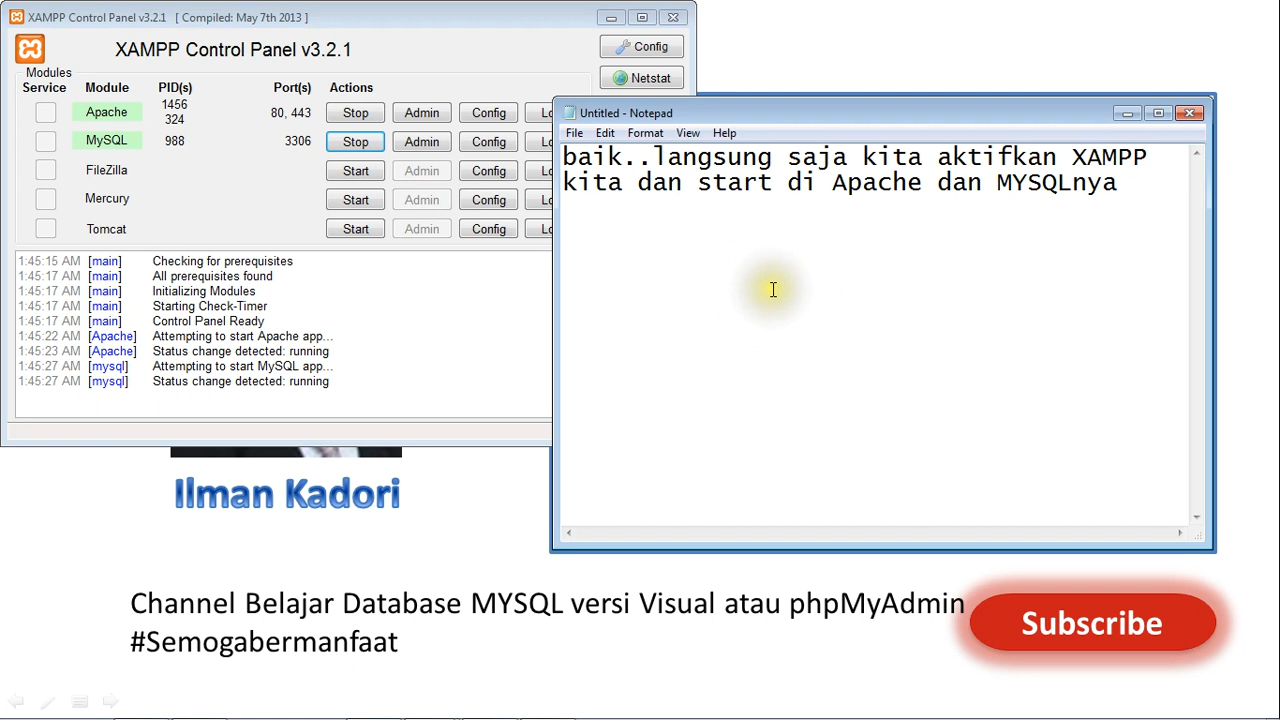 XAMPP Control Panel v3.2.1 [ Compiled: May 7th 2013 ]
XAMPP Control Panel v3.2.1
Config
Netstat
Modules
Service Module PID(s) Port(s) Actions
Apache 1456 324 80, 443 Stop Admin Config
MySQL 988 3306 Stop Admin Config
FileZilla Start Admin Config
Mercury Start Admin Config
Tomcat Start Admin Config
1:45:15 AM [main] Checking for prerequisites
1:45:17 AM [main] All prerequisites found
1:45:17 AM [main] Initializing Modules
1:45:17 AM [main] Starting Check-Timer
1:45:17 AM [main] Control Panel Ready
1:45:22 AM [Apache] Attempting to start Apache app...
1:45:23 AM [Apache] Status change detected: running
1:45:27 AM [mysql] Attempting to start MySQL app...
1:45:27 AM [mysql] Status change detected: running
Untitled - Notepad
File Edit Format View Help
baik..langsung saja kita aktifkan XAMPP
kita dan start di Apache dan MYSQLnya
Ilman Kadori
Channel Belajar Database MYSQL versi Visual atau phpMyAdmin
#Semogabermanfaat
Subscribe